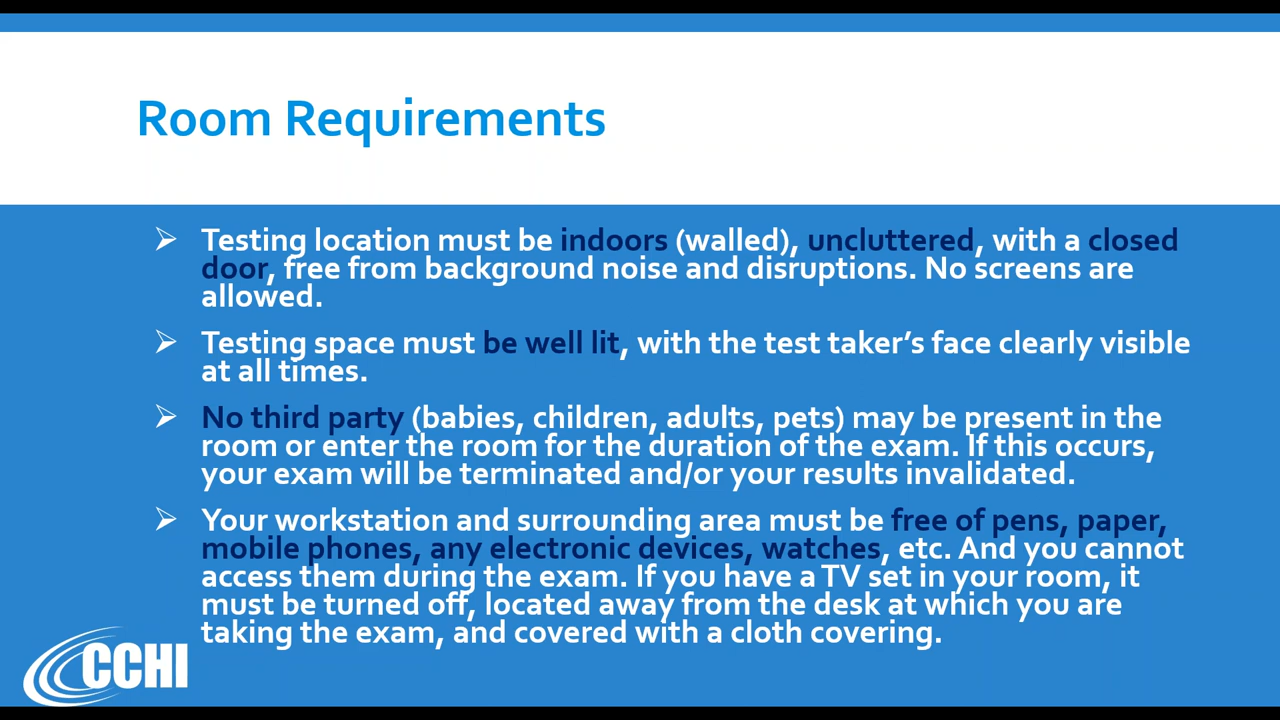 Room Requirements
Testing location must be indoors (walled), uncluttered, with a closed
door, free from background noise and disruptions. No screens are
allowed.
Testing space must be well lit, with the test taker’s face clearly visible
at all times.
No third party (babies, children, adults, pets) may be present in the
room or enter the room for the duration of the exam. If this occurs,
your exam will be terminated and/or your results invalidated.
Your workstation and surrounding area must be free of pens, paper,
mobile phones, any electronic devices, watches, etc. And you cannot
access them during the exam. If you have a TV set in your room, it
must be turned off, located away from the desk at which you are
taking the exam, and covered with a cloth covering.
CCHI